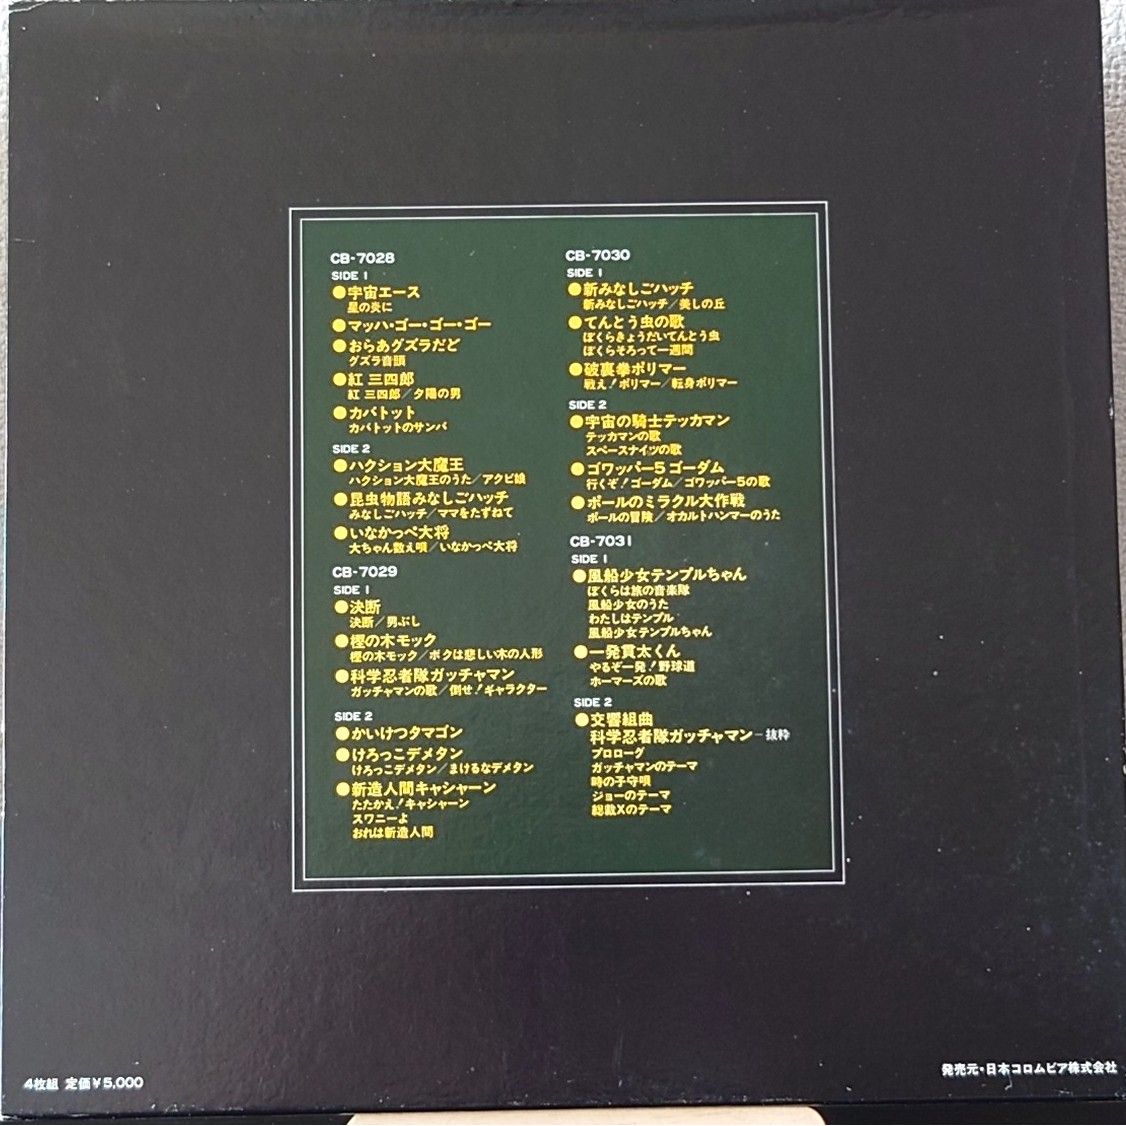 CB-7028
SIDE 1
●宇宙エース
星の炎に
●マッハ・ゴー・ゴー・ゴー
●おらあグズラだど
グズラ音頭
●紅 三四郎
紅 三四郎／夕陽の男
●カバトット
カバトットのサンバ
SIDE 2
●ハクション大魔王
ハクション大魔王のうた／アクビ娘
●昆虫物語みなしごハッチ
みなしごハッチ／ママをたずねて
●いなかっぺ大将
大ちゃん数え唄／いなかっぺ大将
CB-7029
SIDE 1
●決断
決断／男ぶし
●樫の木モック
樫の木モック／ボクは悲しい木の人形
●科学忍者隊ガッチャマン
ガッチャマンの歌／倒せ！ギャラクター
SIDE 2
●かいけつタマゴン
●けろっこデメタン
けろっこデメタン／まけるなデメタン
●新造人間キャシャーン
たたかえ！キャシャーン
スワニーよ
おれは新造人間
CB-7030
SIDE 1
●新みなしごハッチ
新みなしごハッチ／美しの丘
●てんとう虫の歌
ぼくらきょうだいてんとう虫
ぼくらそろって一週間
●破裏拳ポリマー
戦え！ポリマー／転身ポリマー
SIDE 2
●宇宙の騎士テッカマン
テッカマンの歌
スペースナイツの歌
●ゴワッパー5 ゴーダム
行くぞ！ゴーダム／ゴワッパー5の歌
●ポールのミラクル大作戦
ポールの冒険／オカルトハンマーのうた
CB-7031
SIDE 1
●風船少女テンプルちゃん
ぼくらは旅の音楽隊
風船少女のうた
わたしはテンプル
風船少女テンプルちゃん
●一発貫太くん
やるぞ一発！野球道
ホーマーズの歌
SIDE 2
●交響組曲
科学忍者隊ガッチャマン－抜粋
プロローグ
ガッチャマンのテーマ
時の子守唄
ジョーのテーマ
総裁Xのテーマ
4枚組 定価¥5,000
発売元・日本コロムビア株式会社